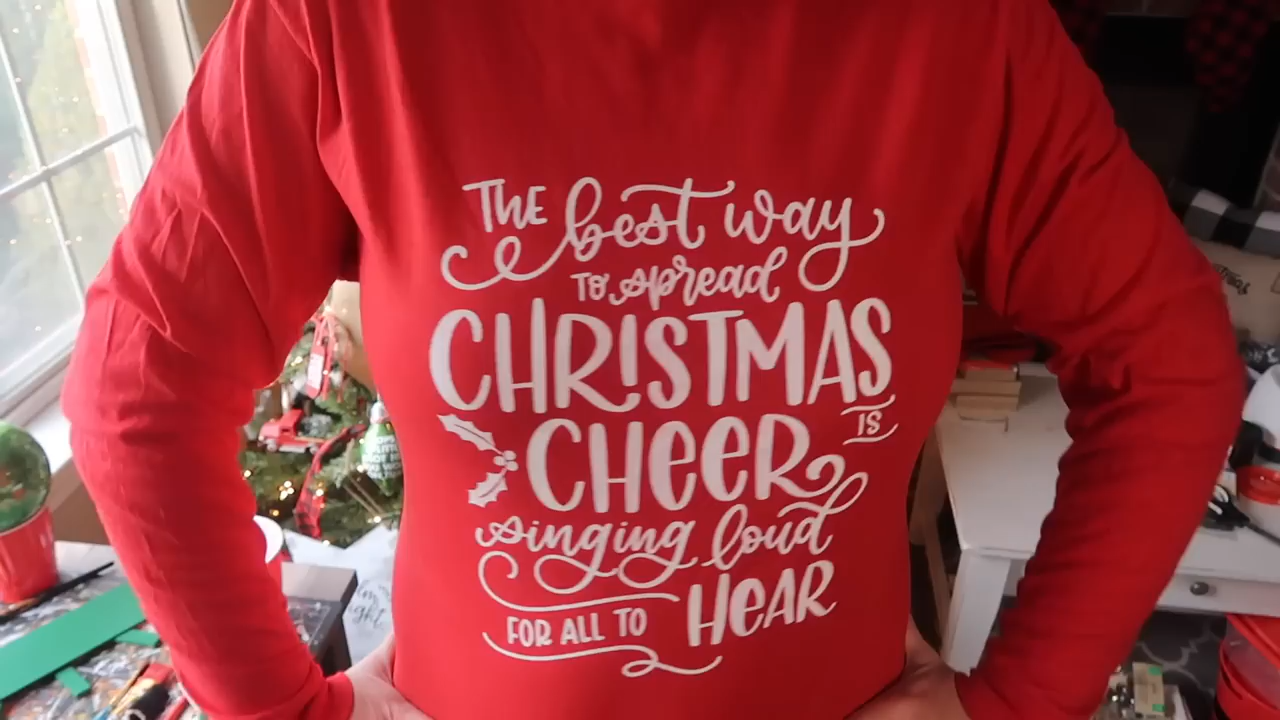 THE best way
TO spread
CHRISTMAS
IS
CHEER
singing loud
FOR ALL TO HEAR